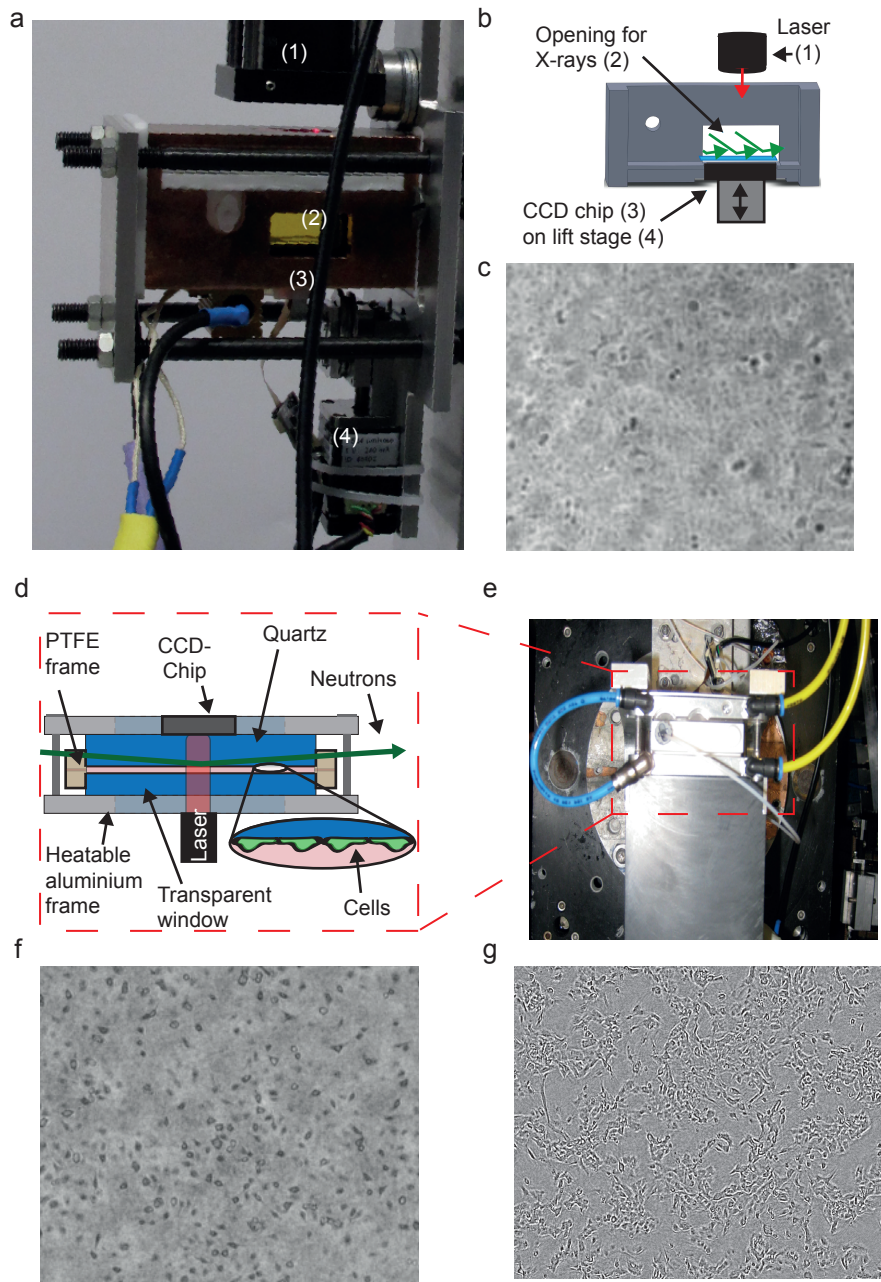 a
(1)
(2)
(3)
(4)
b
Opening for
X-rays (2)
Laser
(1)
CCD chip (3)
on lift stage (4)
c
d
PTFE
frame
CCD-
Chip
Quartz
Neutrons
Laser
Heatable
aluminium
frame
Transparent
window
Cells
e
f
g